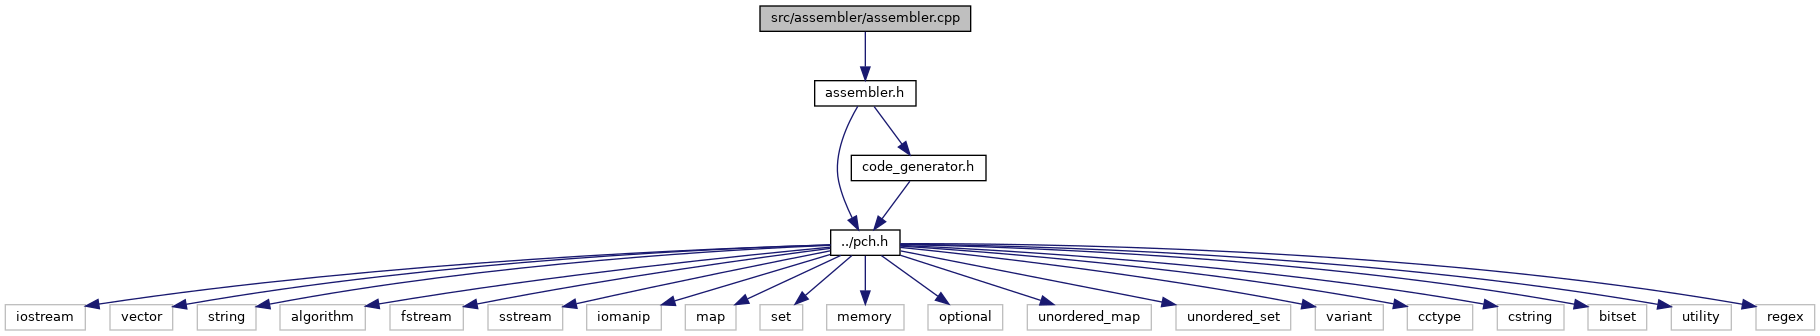 src/assembler/assembler.cpp
assembler.h
code_generator.h
../pch.h
iostream
vector
string
algorithm
fstream
sstream
iomanip
map
set
memory
optional
unordered_map
unordered_set
variant
cctype
cstring
bitset
utility
regex